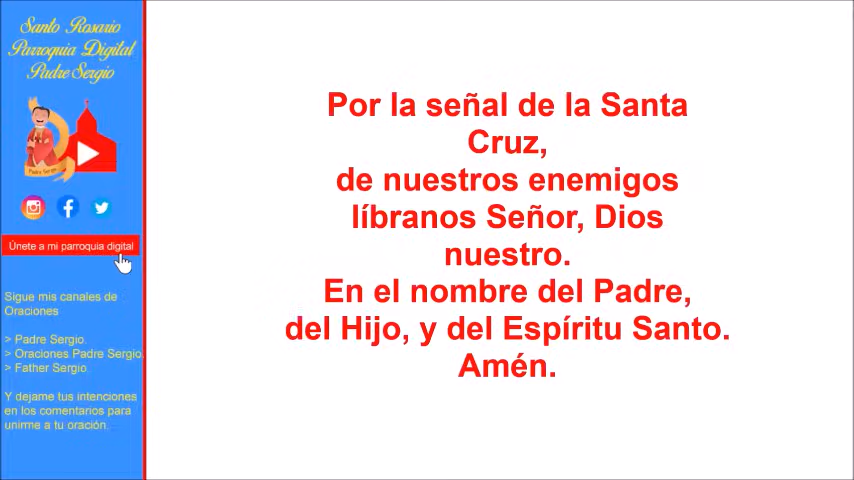 Santo Rosario
Parroquia Digital
Padre Sergio
Padre Sergio
Únete a mi parroquia digital
Sigue mis canales de
Oraciones
> Padre Sergio.
> Oraciones Padre Sergio.
> Father Sergio.
Y dejame tus intenciones
en los comentarios para
unirme a tu oración.
Por la señal de la Santa
Cruz,
de nuestros enemigos
líbranos Señor, Dios
nuestro.
En el nombre del Padre,
del Hijo, y del Espíritu Santo.
Amén.